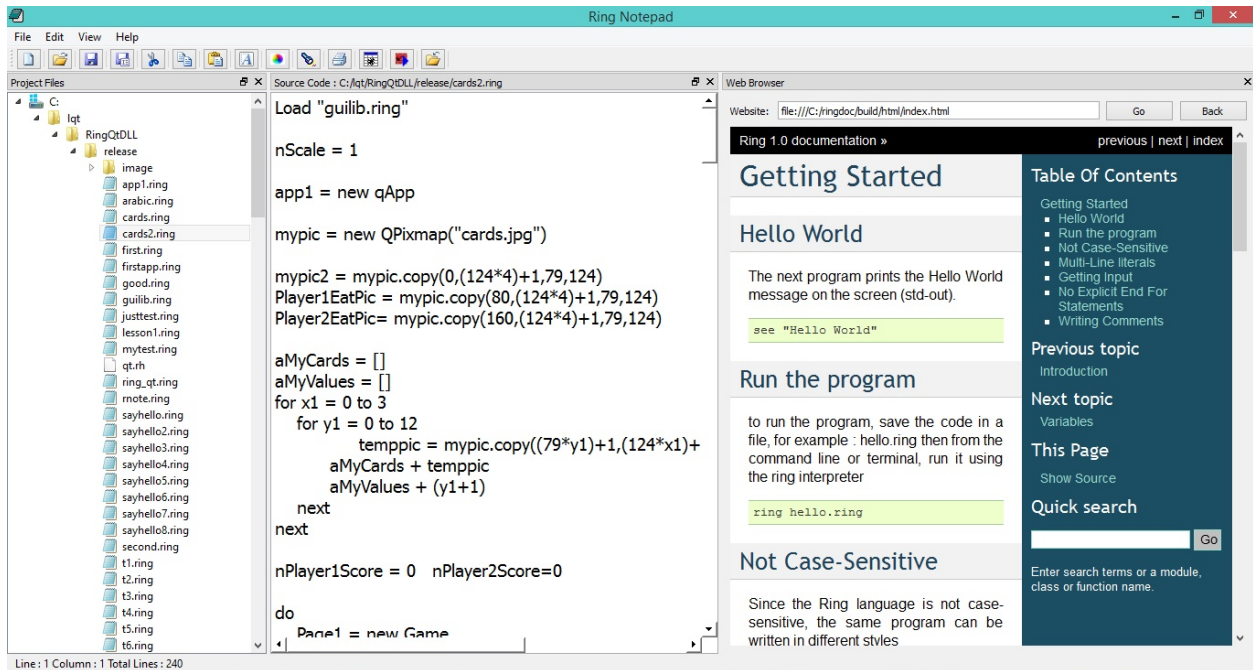 Ring Notepad
File Edit View Help
Project Files
C:
lqt
RingQtDLL
release
image
app1.ring
arabic.ring
cards.ring
cards2.ring
first.ring
firstapp.ring
good.ring
guilib.ring
justtest.ring
lesson1.ring
mytest.ring
qt.rh
ring_qt.ring
rnote.ring
sayhello.ring
sayhello2.ring
sayhello3.ring
sayhello4.ring
sayhello5.ring
sayhello6.ring
sayhello7.ring
sayhello8.ring
second.ring
t1.ring
t2.ring
t3.ring
t4.ring
t5.ring
t6.ring
Source Code : C:/lqt/RingQtDLL/release/cards2.ring
Load "guilib.ring"
nScale = 1
app1 = new qApp
mypic = new QPixmap("cards.jpg")
mypic2 = mypic.copy(0,(124*4)+1,79,124)
Player1EatPic = mypic.copy(80,(124*4)+1,79,124)
Player2EatPic= mypic.copy(160,(124*4)+1,79,124)
aMyCards = []
aMyValues = []
for x1 = 0 to 3
for y1 = 0 to 12
temppic = mypic.copy((79*y1)+1,(124*x1)+
aMyCards + temppic
aMyValues + (y1+1)
next
next
nPlayer1Score = 0 nPlayer2Score=0
do
Page1 = new Game
Web Browser
Website: file:///C:/ringdoc/build/html/index.html Go Back
Ring 1.0 documentation » previous | next | index
Getting Started
Hello World
The next program prints the Hello World
message on the screen (std-out).
see "Hello World"
Run the program
to run the program, save the code in a
file, for example : hello.ring then from the
command line or terminal, run it using
the ring interpreter
ring hello.ring
Not Case-Sensitive
Since the Ring language is not case-
sensitive, the same program can be
written in different styles
Table Of Contents
Getting Started
Hello World
Run the program
Not Case-Sensitive
Multi-Line literals
Getting Input
No Explicit End For
Statements
Writing Comments
Previous topic
Introduction
Next topic
Variables
This Page
Show Source
Quick search
Go
Enter search terms or a module,
class or function name.
Line : 1 Column : 1 Total Lines : 240